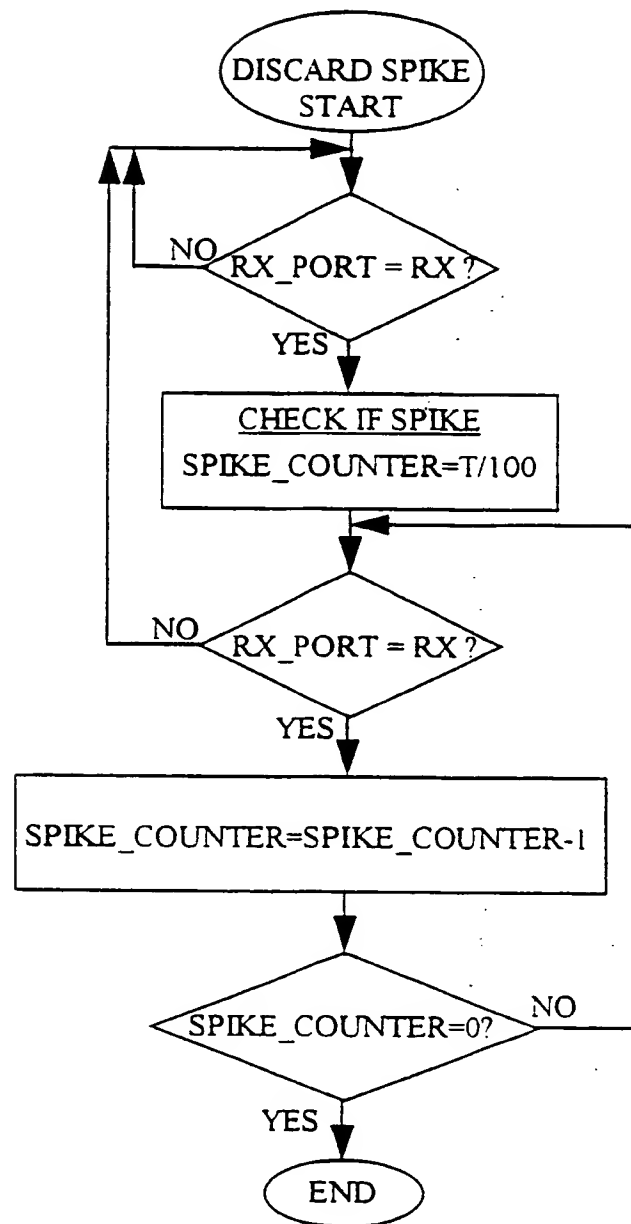 DISCARD SPIKE
START
NO
RX_PORT = RX ?
YES
CHECK IF SPIKE
SPIKE_COUNTER=T/100
NO
RX_PORT = RX ?
YES
SPIKE_COUNTER=SPIKE_COUNTER-1
SPIKE_COUNTER=0?
NO
YES
END